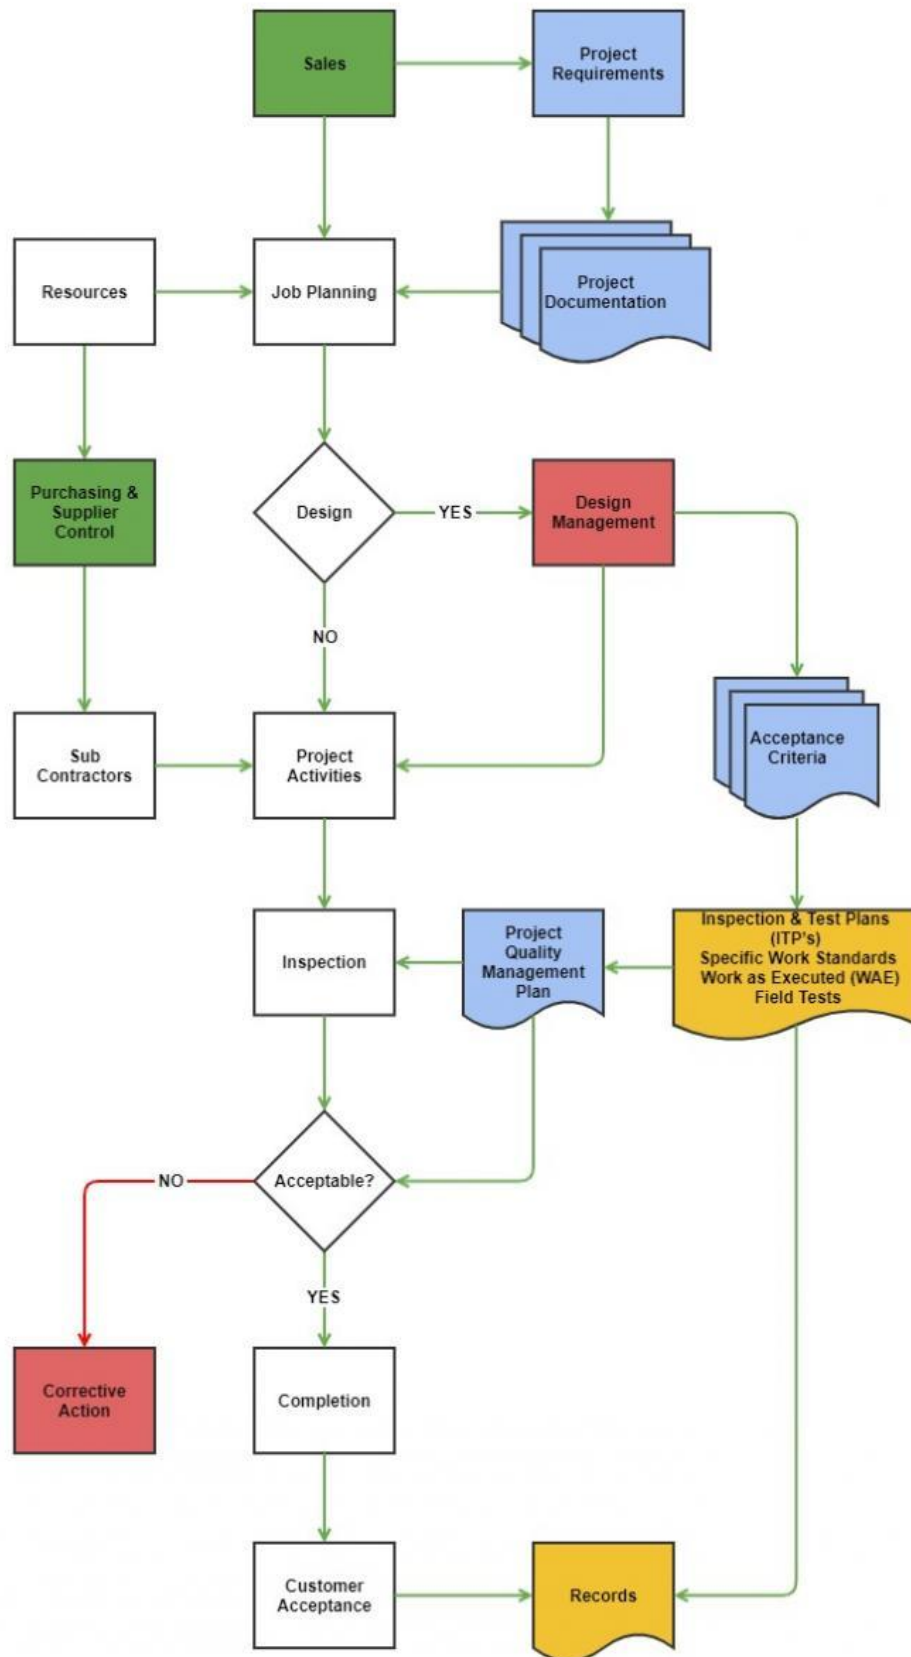 Sales
Project
Requirements
Resources
Job Planning
Project
Documentation
Purchasing &
Supplier
Control
Design
YES
Design
Management
NO
Sub
Contractors
Project
Activities
Acceptance
Criteria
Inspection
Project
Quality
Management
Plan
Inspection & Test Plans
(ITP's)
Specific Work Standards
Work as Executed (WAE)
Field Tests
NO
Acceptable?
YES
Corrective
Action
Completion
Customer
Acceptance
Records